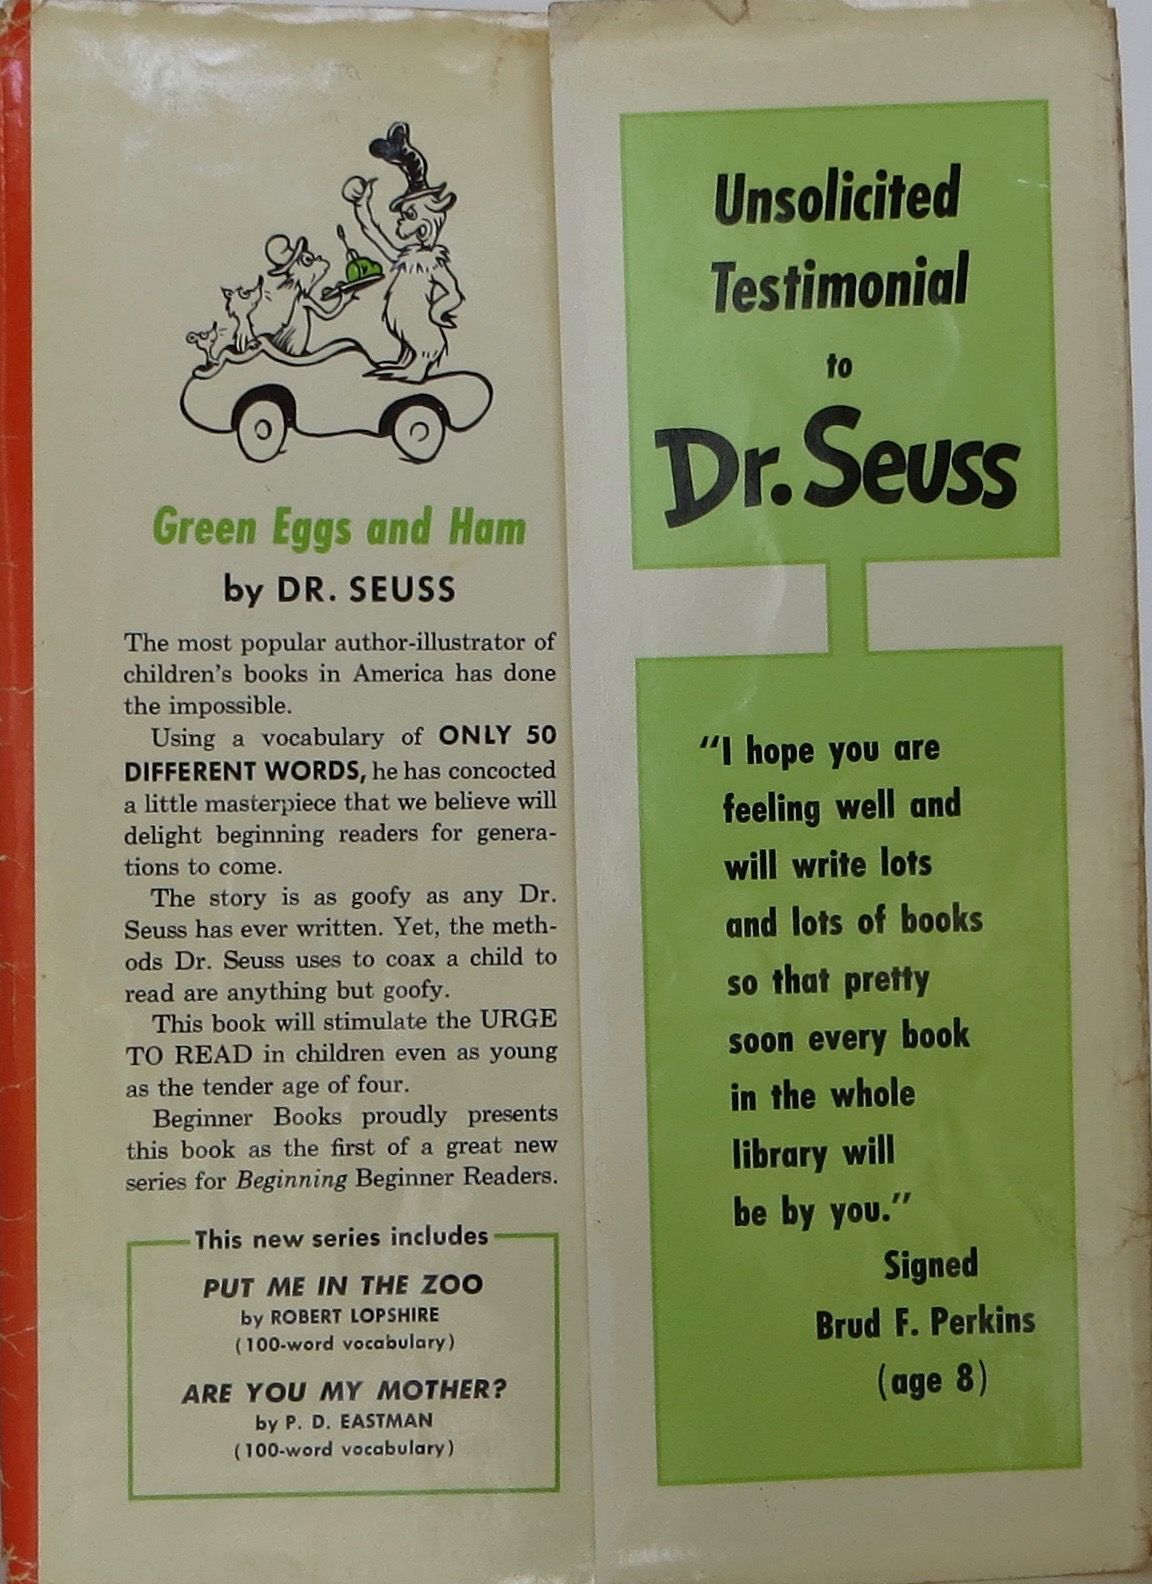 Green Eggs and Ham
by DR. SEUSS
The most popular author-illustrator of
children's books in America has done
the impossible.
Using a vocabulary of ONLY 50
DIFFERENT WORDS, he has concocted
a little masterpiece that we believe will
delight beginning readers for genera-
tions to come.
The story is as goofy as any Dr.
Seuss has ever written. Yet, the meth-
ods Dr. Seuss uses to coax a child to
read are anything but goofy.
This book will stimulate the URGE
TO READ in children even as young
as the tender age of four.
Beginner Books proudly presents
this book as the first of a great new
series for Beginning Beginner Readers.
This new series includes
PUT ME IN THE ZOO
by ROBERT LOPSHIRE
(100-word vocabulary)
ARE YOU MY MOTHER?
by P. D. EASTMAN
(100-word vocabulary)
Unsolicited
Testimonial
to
Dr. Seuss
"I hope you are
feeling well and
will write lots
and lots of books
so that pretty
soon every book
in the whole
library will
be by you."
Signed
Brud F. Perkins
(age 8)